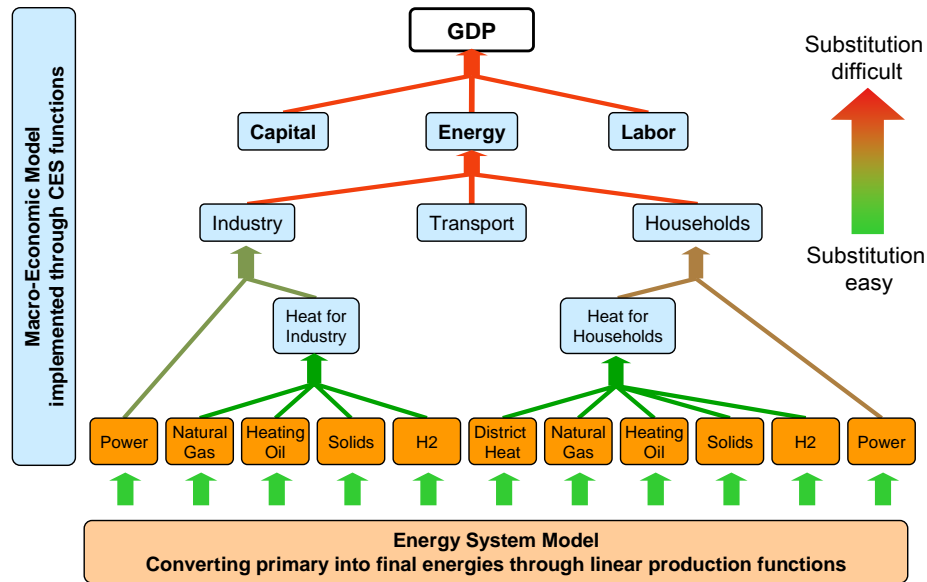 GDP
Substitution
difficult
Capital
Energy
Labor
Industry
Transport
Households
Substitution
easy
Heat for
Industry
Heat for
Households
Power
Natural
Gas
Heating
Oil
Solids
H2
District
Heat
Natural
Gas
Heating
Oil
Solids
H2
Power
Energy System Model
Converting primary into final energies through linear production functions
Macro-Economic Model
implemented through CES functions